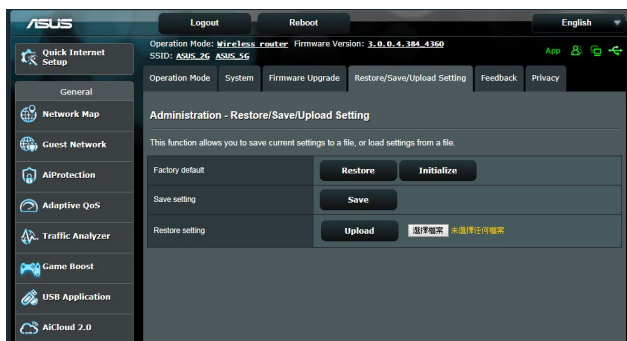 ASUS
Logout
Reboot
English
Quick Internet Setup
Operation Mode: Wireless router Firmware Version: 3.0.0.4.384_4360
SSID: ASUS_2G ASUS_5G
App
General
Network Map
Guest Network
AiProtection
Adaptive QoS
Traffic Analyzer
Game Boost
USB Application
AiCloud 2.0
Operation Mode System Firmware Upgrade Restore/Save/Upload Setting Feedback Privacy
Administration - Restore/Save/Upload Setting
This function allows you to save current settings to a file, or load settings from a file.
Factory default Restore Initialize
Save setting Save
Restore setting Upload 選擇檔案 未選擇任何檔案